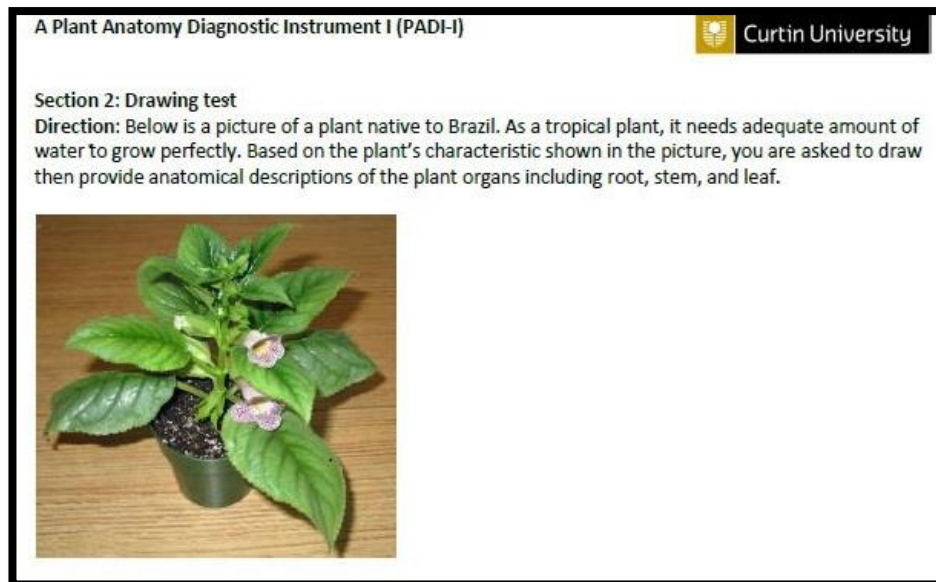 A Plant Anatomy Diagnostic Instrument I (PADI-I)
Curtin University
Section 2: Drawing test
Direction: Below is a picture of a plant native to Brazil. As a tropical plant, it needs adequate amount of
water to grow perfectly. Based on the plant's characteristic shown in the picture, you are asked to draw
then provide anatomical descriptions of the plant organs including root, stem, and leaf.